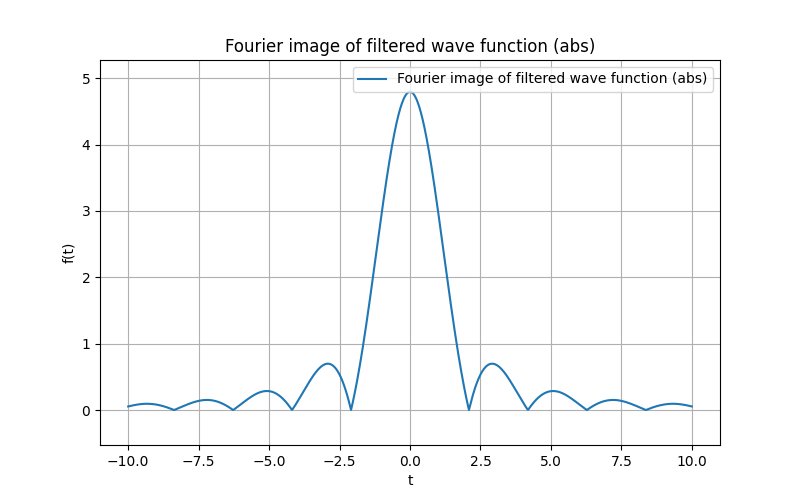 Fourier image of filtered wave function (abs)
Fourier image of filtered wave function (abs)
5
4
3
2
1
0
f(t)
−10.0 −7.5 −5.0 −2.5 0.0 2.5 5.0 7.5 10.0
t